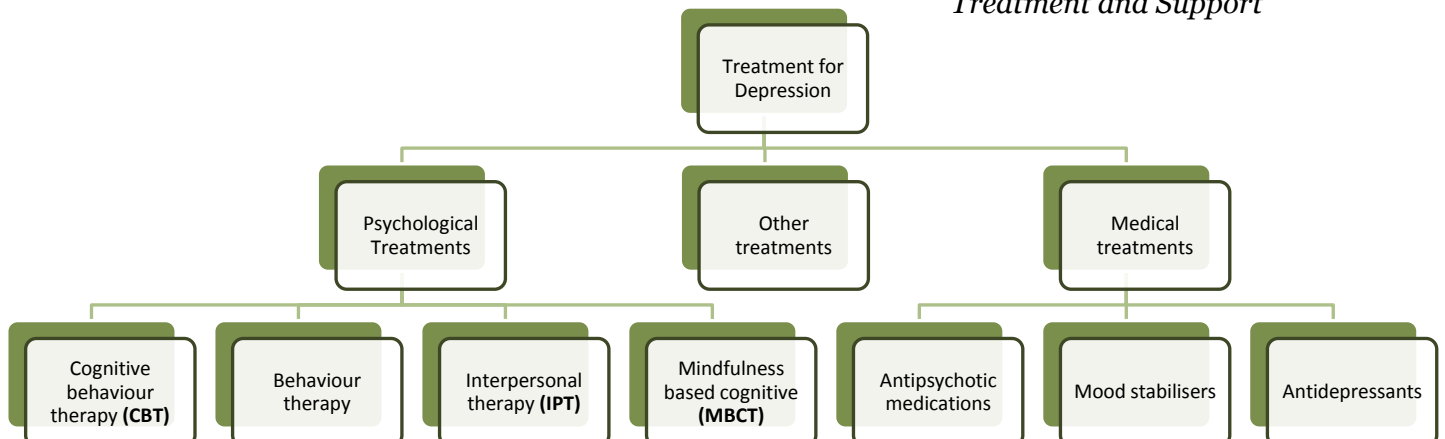 Treatment and Support
Treatment for
Depression
Psychological
Treatments
Other
treatments
Medical
treatments
Cognitive
behaviour
therapy (CBT)
Behaviour
therapy
Interpersonal
therapy (IPT)
Mindfulness
based cognitive
(MBCT)
Antipsychotic
medications
Mood stabilisers
Antidepressants